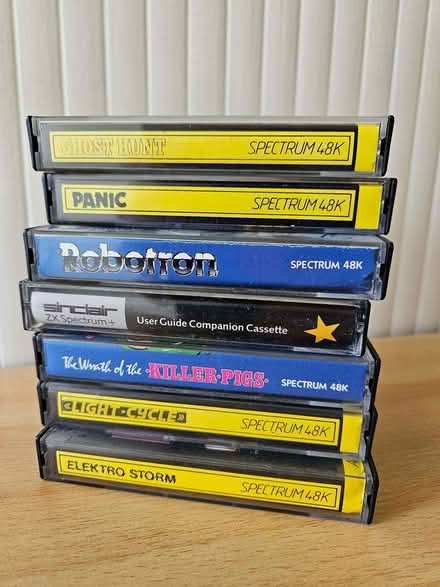 GHOST HUNT SPECTRUM 48K
PANIC SPECTRUM 48K
Robotron SPECTRUM 48K
sinclair
ZX Spectrum+ User Guide Companion Cassette
The Wrath of the ·KILLER·PIGS· SPECTRUM 48K
«LIGHT·CYCLE» SPECTRUM 48K
ELEKTRO STORM SPECTRUM 48K